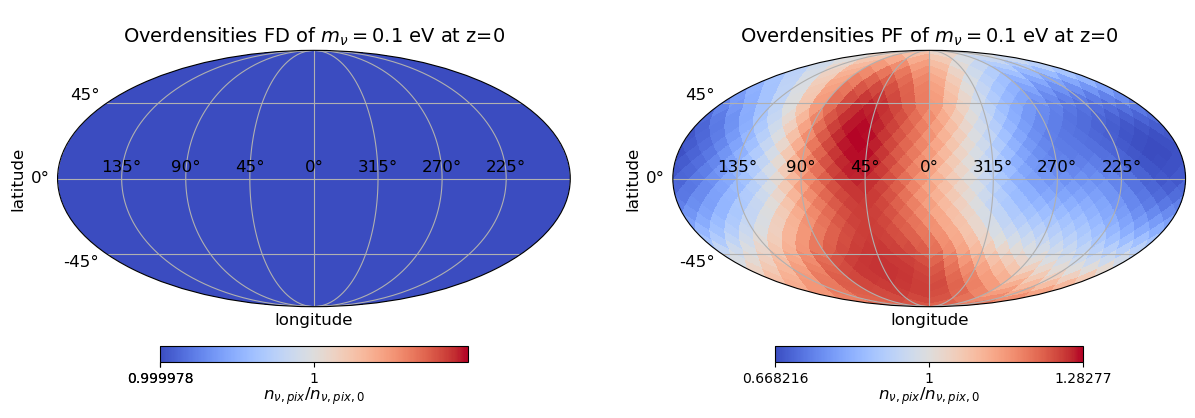 Overdensities FD of $m_\nu = 0.1$ eV at z=0
45°
latitude
0°
135° 90° 45° 0° 315° 270° 225°
-45°
longitude
0.999978 1
$n_{\nu,pix}/n_{\nu,pix,0}$
Overdensities PF of $m_\nu = 0.1$ eV at z=0
45°
latitude
0°
135° 90° 45° 0° 315° 270° 225°
-45°
longitude
0.668216 1 1.28277
$n_{\nu,pix}/n_{\nu,pix,0}$